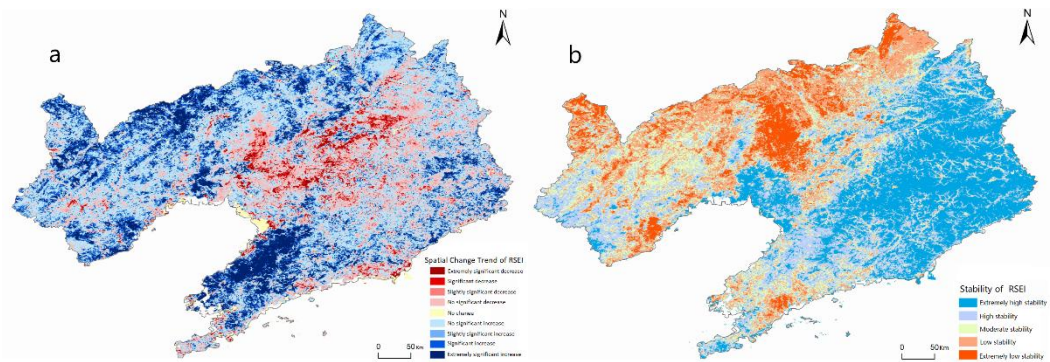 a
N
Spatial Change Trend of RSEI
Extremely significant decrease
Significant decrease
Slightly significant decrease
No significant decrease
No change
No significant increase
Slightly significant increase
Significant increase
Extremely significant increase
0 50Km
b
N
Stability of RSEI
Extremely high stability
High stability
Moderate stability
Low stability
Extremely low stability
0 50Km